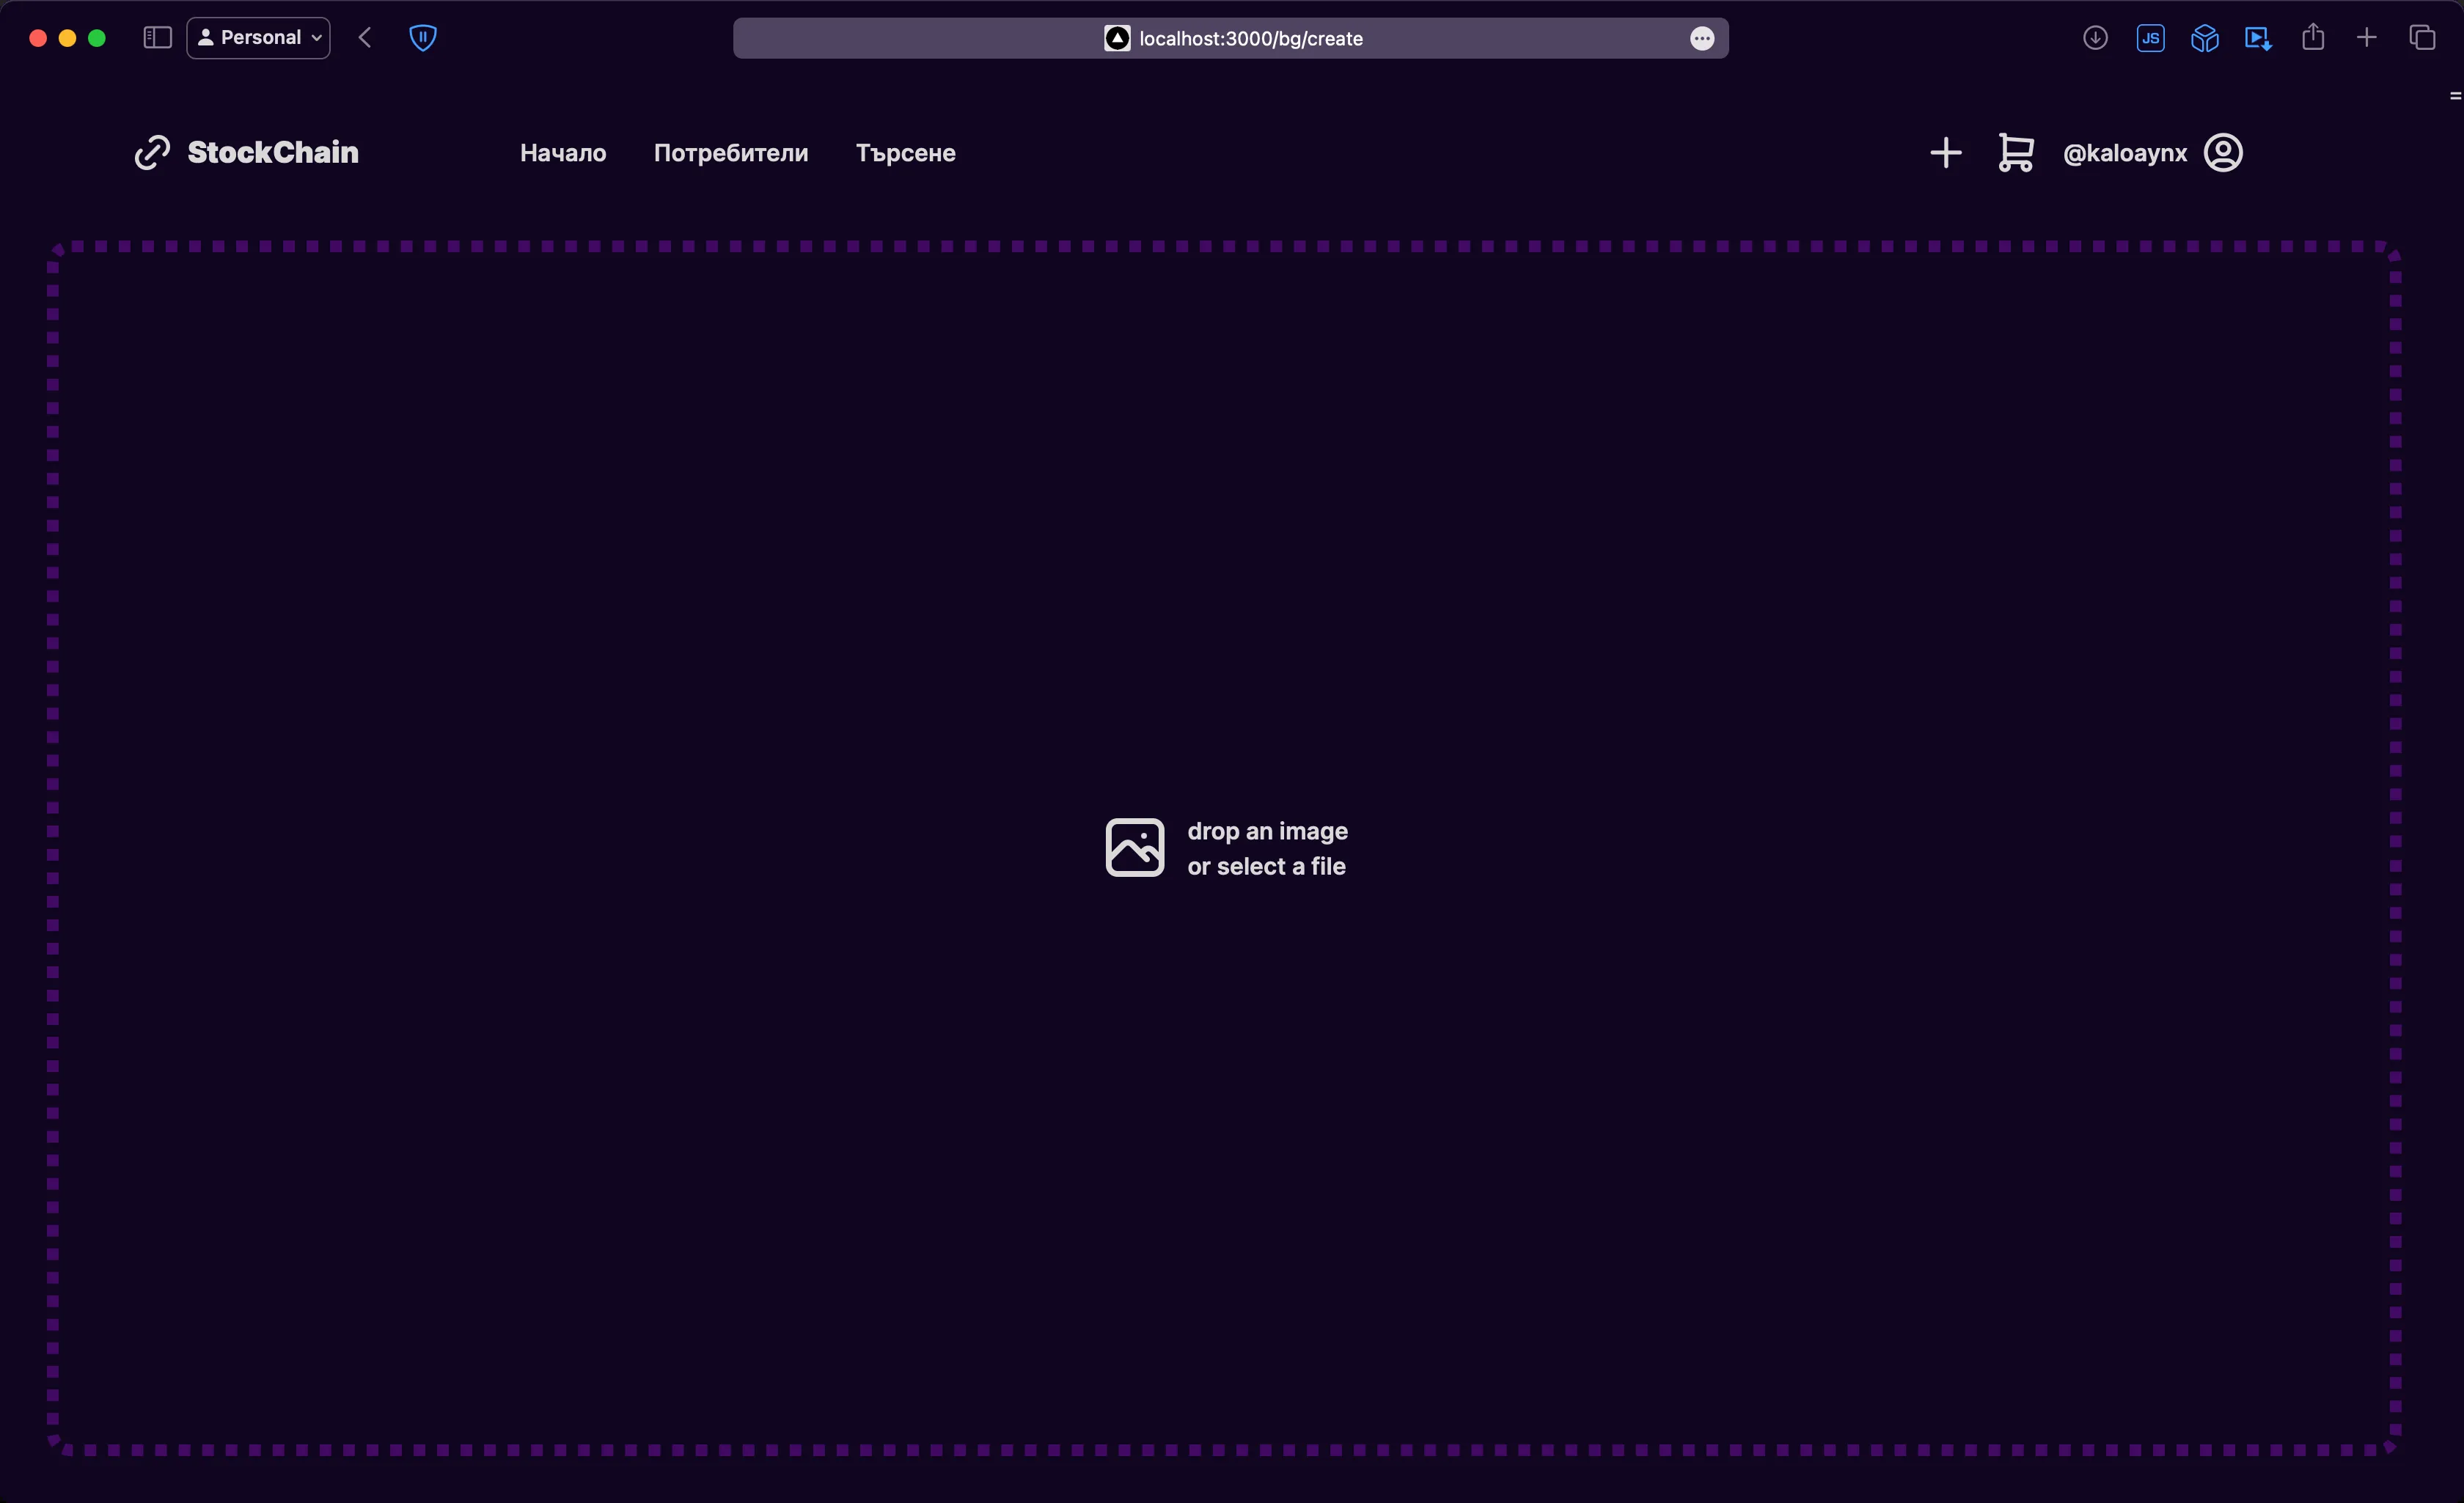 Personal
localhost:3000/bg/create
JS
StockChain
Начало Потребители Търсене
@kaloaynx
drop an image
or select a file